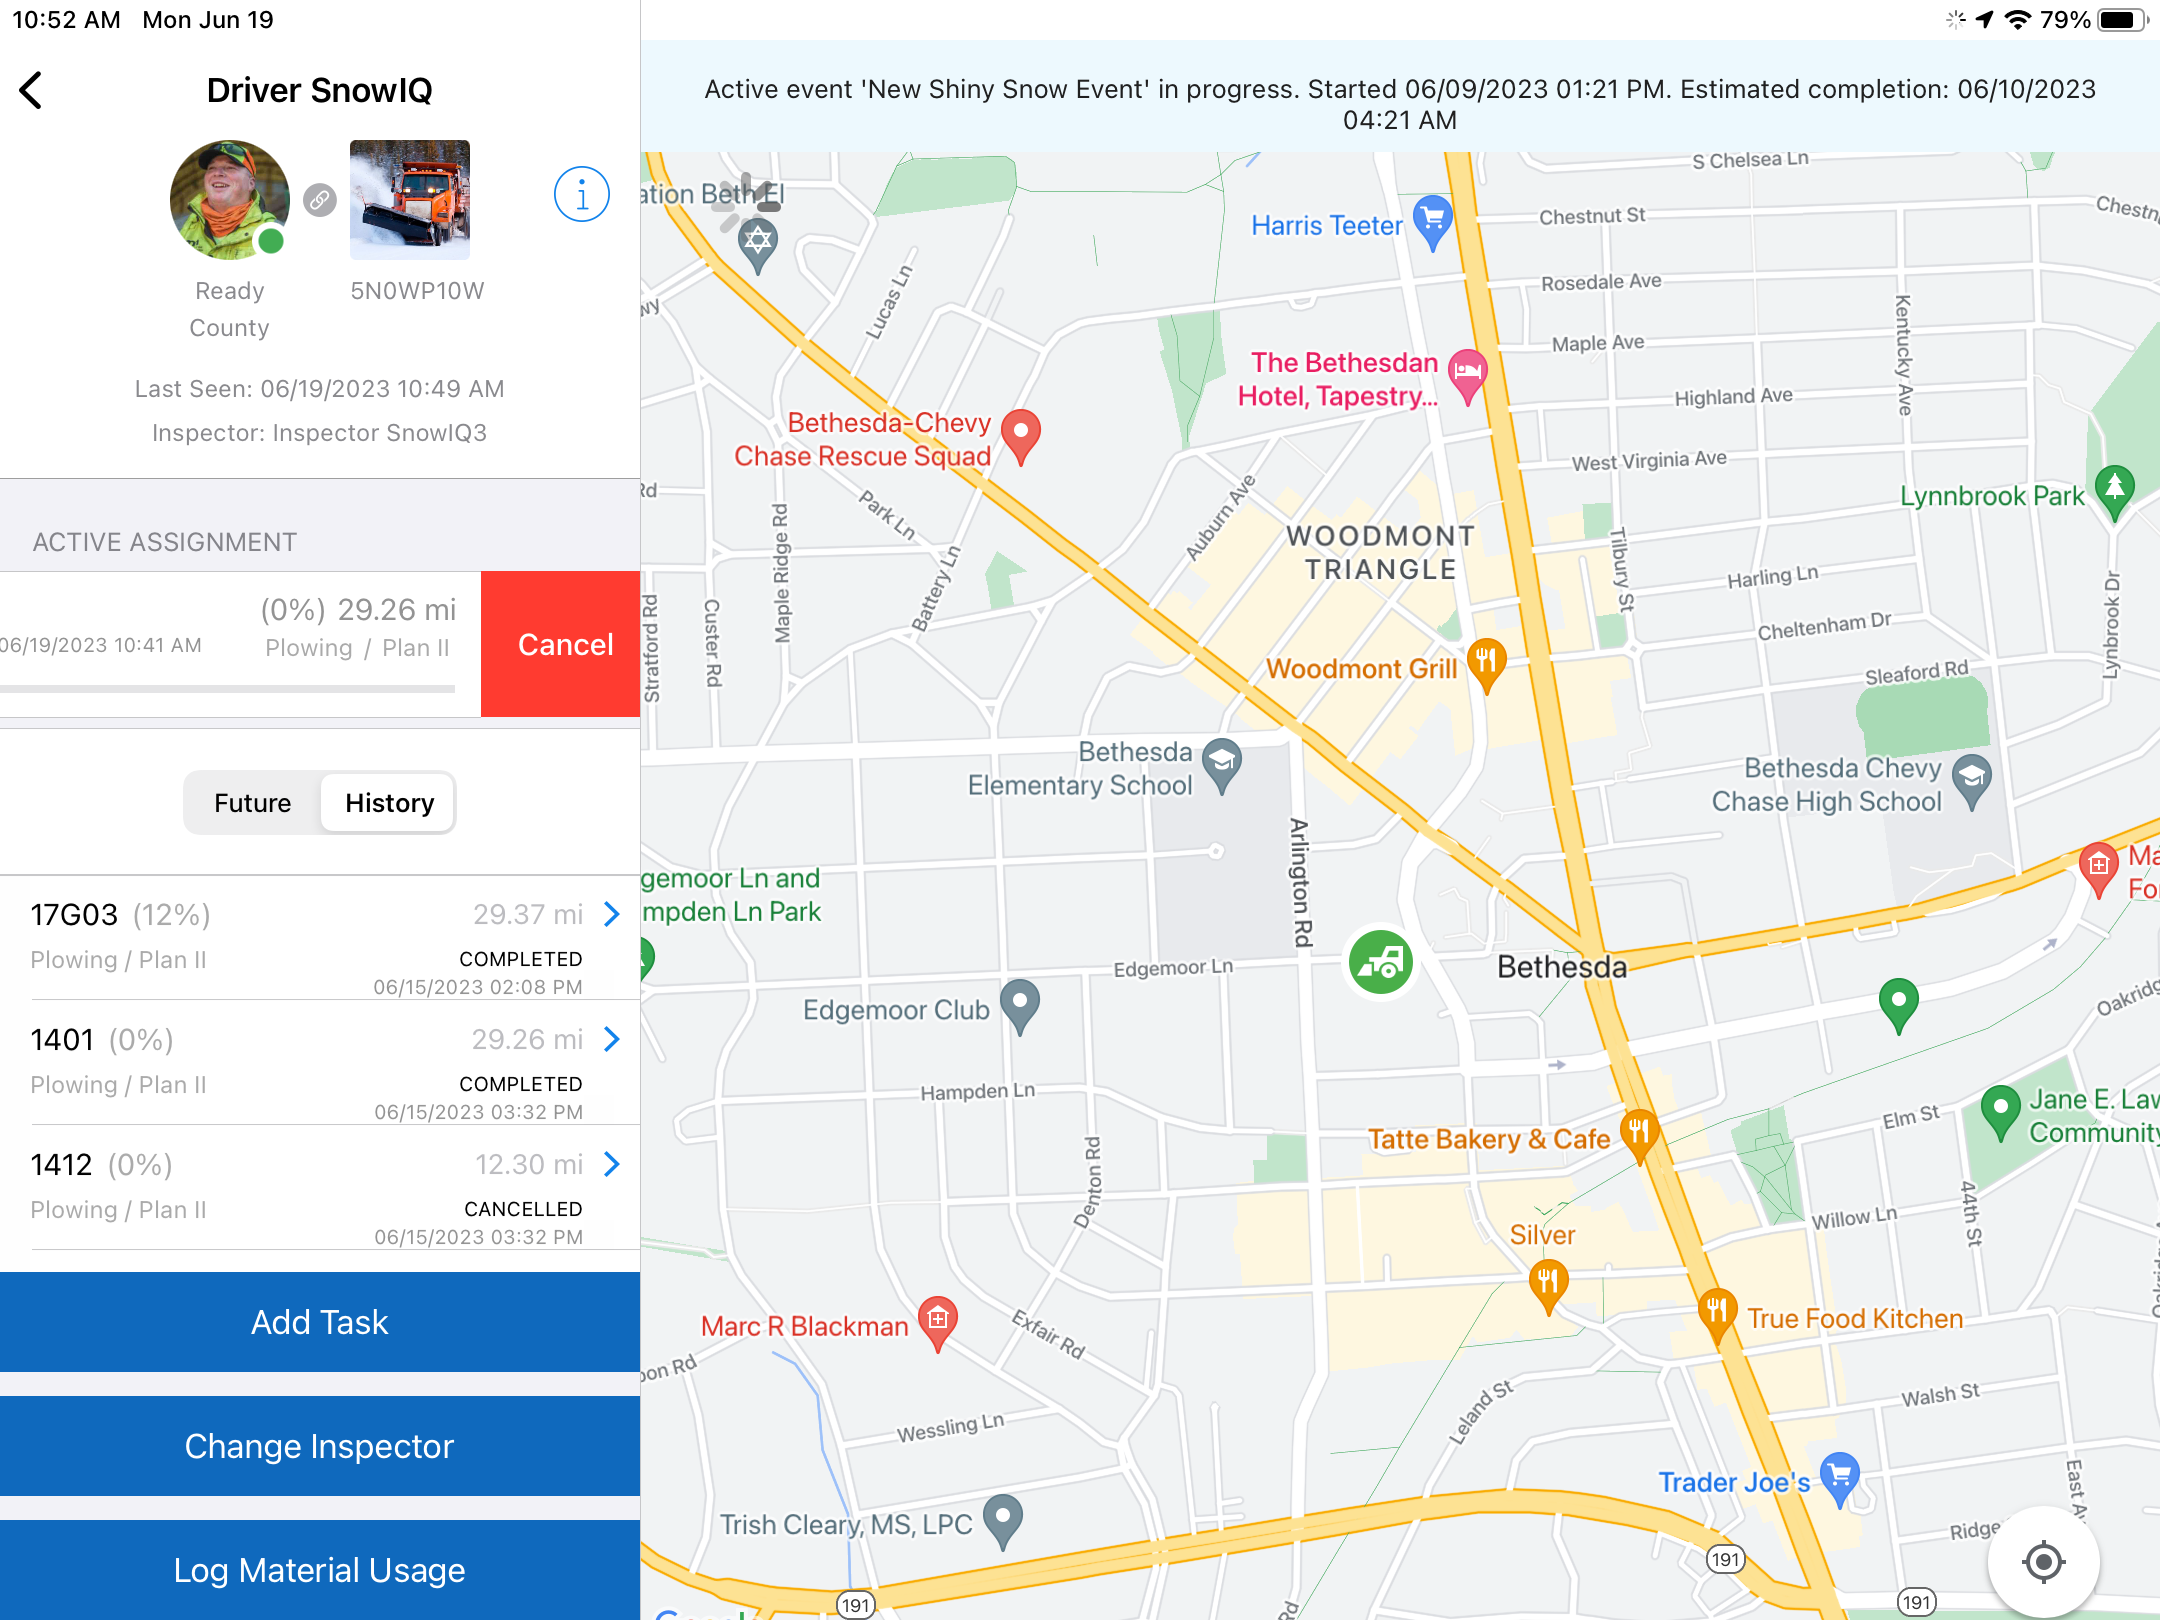 10:52 AM Mon Jun 19
79%
Driver SnowIQ
Ready
County
5N0WP10W
Last Seen: 06/19/2023 10:49 AM
Inspector: Inspector SnowIQ3
ACTIVE ASSIGNMENT
(0%) 29.26 mi
06/19/2023 10:41 AM
Plowing / Plan II
Cancel
Future
History
17G03 (12%)
29.37 mi
Plowing / Plan II
COMPLETED
06/15/2023 02:08 PM
1401 (0%)
29.26 mi
Plowing / Plan II
COMPLETED
06/15/2023 03:32 PM
1412 (0%)
12.30 mi
Plowing / Plan II
CANCELLED
06/15/2023 03:32 PM
Add Task
Change Inspector
Log Material Usage
Active event 'New Shiny Snow Event' in progress. Started 06/09/2023 01:21 PM. Estimated completion: 06/10/2023
04:21 AM
S Chelsea Ln
ation Beth El
Harris Teeter
Chestnut St
Chestn
Lucas Ln
Rosedale Ave
Kentucky Ave
Maple Ave
The Bethesdan
Hotel, Tapestry...
Highland Ave
Bethesda-Chevy
Chase Rescue Squad
West Virginia Ave
Rd
Park Ln
Maple Ridge Rd
Auburn Ave
Lynnbrook Park
WOODMONT
TRIANGLE
Tilbury St
Harling Ln
Battery Ln
Stratford Rd
Custer Rd
Cheltenham Dr
Lynbrook Dr
Woodmont Grill
Sleaford Rd
Bethesda
Elementary School
Bethesda Chevy
Chase High School
Arlington Rd
gemoor Ln and
mpden Ln Park
Ma
Fo
Edgemoor Ln
Bethesda
Edgemoor Club
Oakridg
Hampden Ln
Elm St
Jane E. Law
Community
Tatte Bakery & Cafe
Denton Rd
44th St
Willow Ln
Silver
Marc R Blackman
Exfair Rd
True Food Kitchen
on Rd
Leland St
Walsh St
Wessling Ln
Trader Joe's
East A
Trish Cleary, MS, LPC
Ridge
191
191
191
Rd